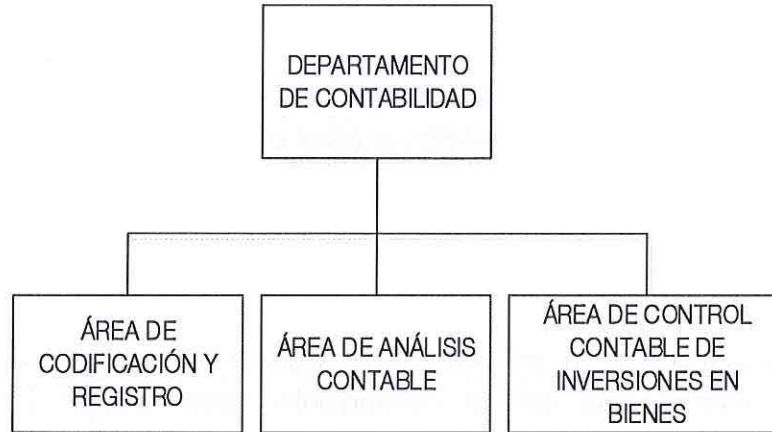 DEPARTAMENTO
DE CONTABILIDAD
ÁREA DE
CODIFICACIÓN Y
REGISTRO
ÁREA DE ANÁLISIS
CONTABLE
ÁREA DE CONTROL
CONTABLE DE
INVERSIONES EN
BIENES